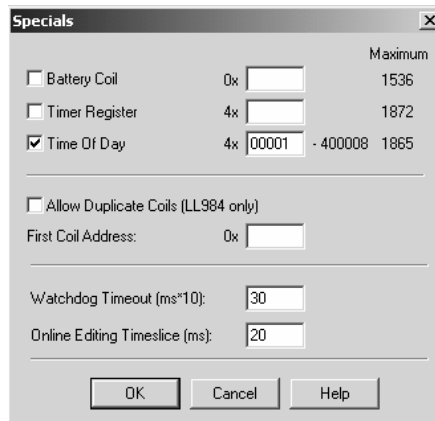 Specials
Maximum
Battery Coil 0x 1536
Timer Register 4x 1872
Time Of Day 4x 00001 - 400008 1865
Allow Duplicate Coils (LL984 only)
First Coil Address: 0x
Watchdog Timeout (ms*10): 30
Online Editing Timeslice (ms): 20
OK Cancel Help